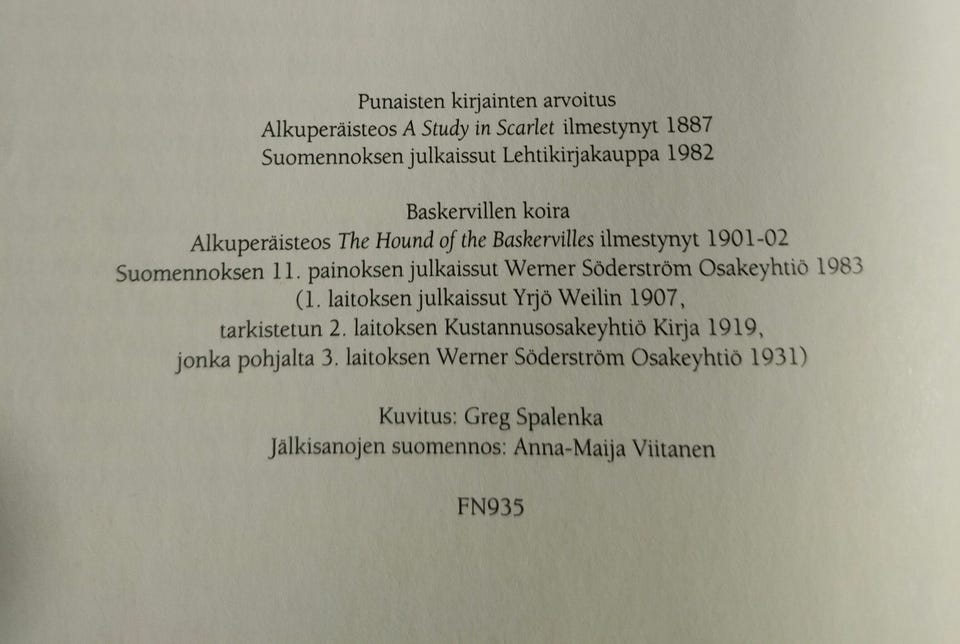 Punaisten kirjainten arvoitus
Alkuperäisteos A Study in Scarlet ilmestynyt 1887
Suomennoksen julkaissut Lehtikirjakauppa 1982
Baskervillen koira
Alkuperäisteos The Hound of the Baskervilles ilmestynyt 1901-02
Suomennoksen 11. painoksen julkaissut Werner Söderström Osakeyhtiö 1983
(1. laitoksen julkaissut Yrjö Weilin 1907,
tarkistetun 2. laitoksen Kustannusosakeyhtiö Kirja 1919,
jonka pohjalta 3. laitoksen Werner Söderström Osakeyhtiö 1931)
Kuvitus: Greg Spalenka
Jälkisanojen suomennos: Anna-Maija Viitanen
FN935